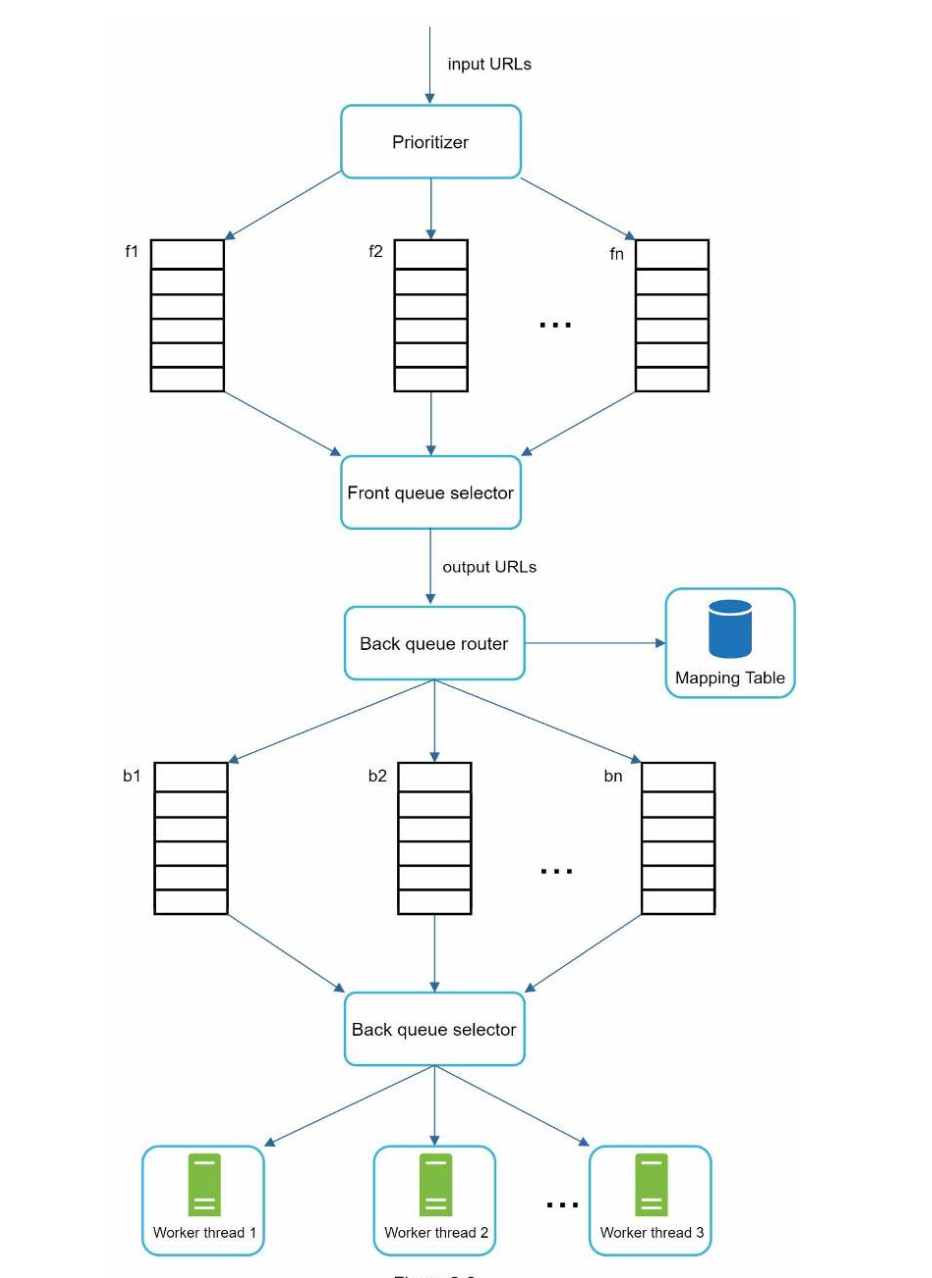 input URLs
Prioritizer
f1
f2
fn
...
Front queue selector
output URLs
Back queue router
Mapping Table
b1
b2
bn
...
Back queue selector
...
Worker thread 1
Worker thread 2
Worker thread 3